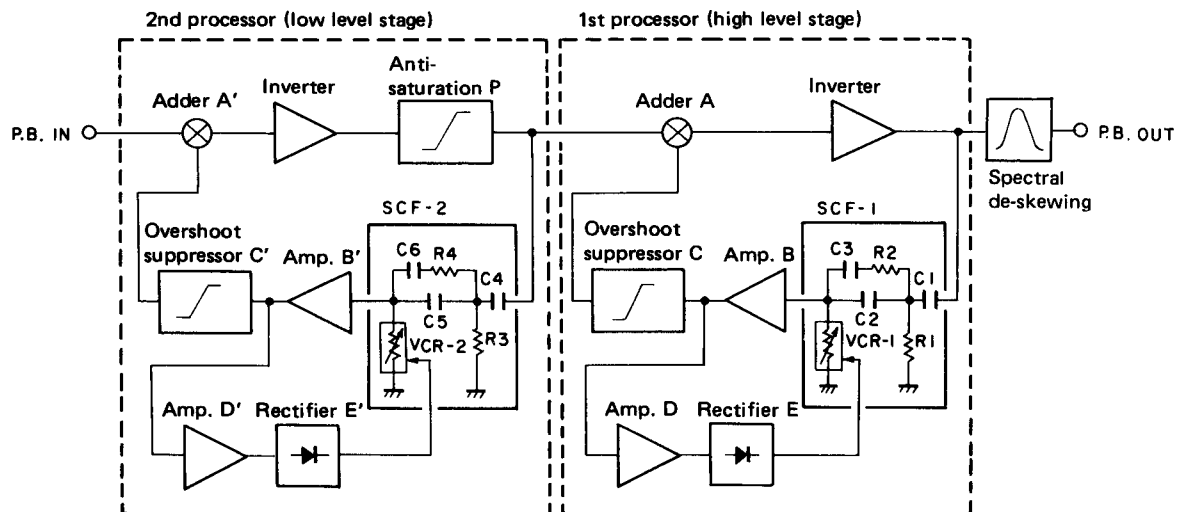 2nd processor (low level stage)
1st processor (high level stage)
Anti-
saturation P
Inverter
Adder A'
P.B. IN
Adder A
Inverter
P.B. OUT
Spectral
de-skewing
SCF-2
Overshoot
suppressor C'
Amp. B'
C6
R4
C4
C5
R3
VCR-2
Amp. D'
Rectifier E'
SCF-1
Overshoot
suppressor C
Amp. B
C3
R2
C1
C2
R1
VCR-1
Amp. D
Rectifier E